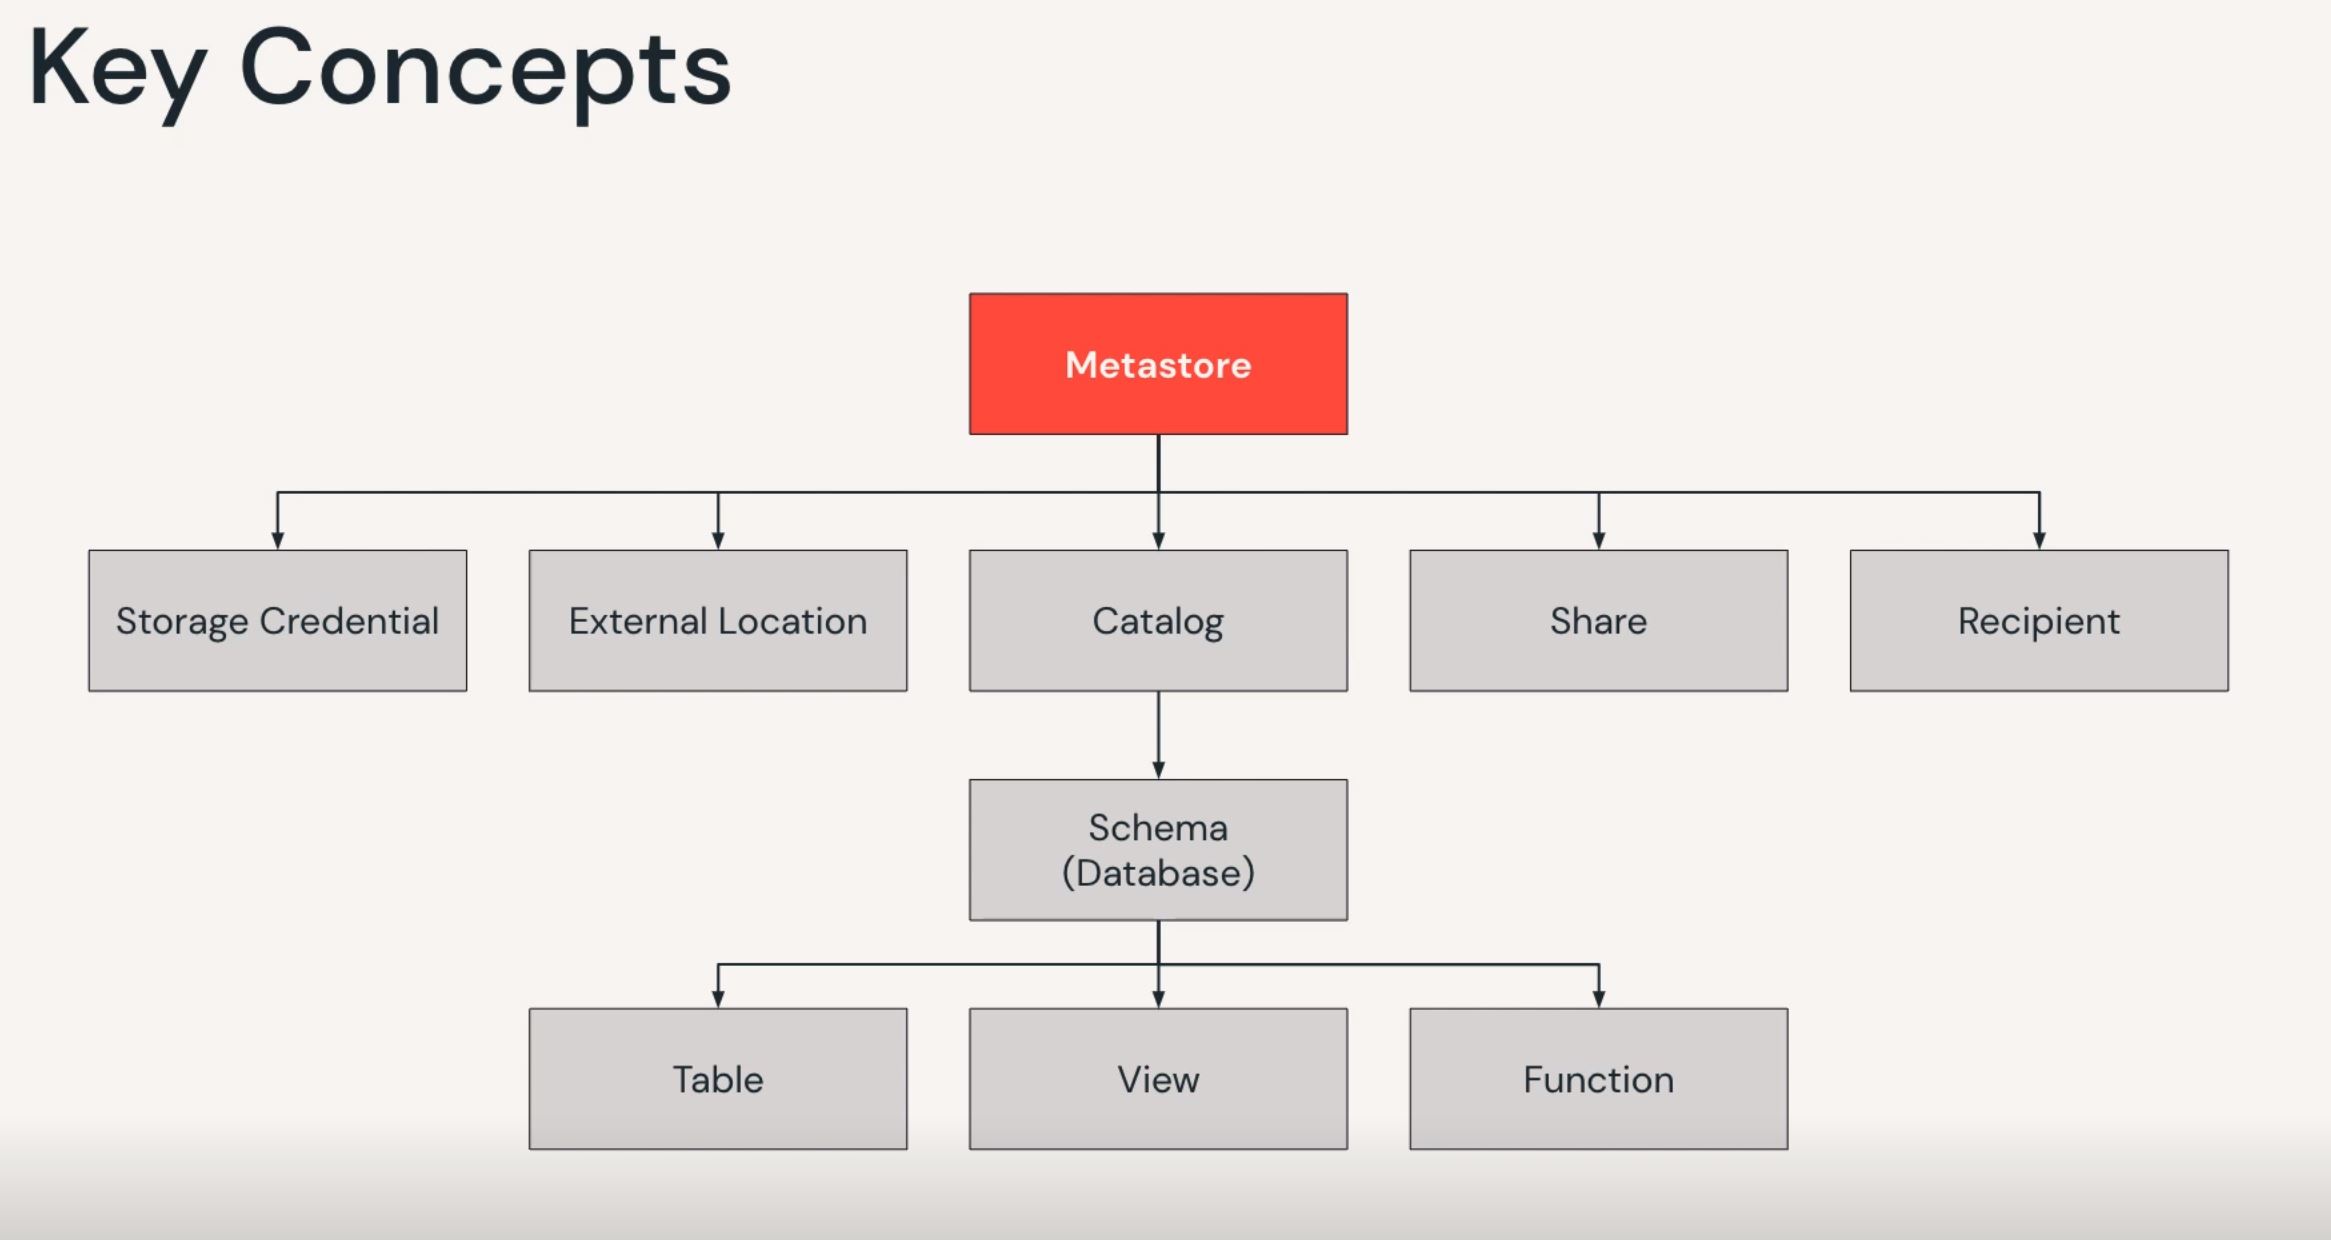 Key Concepts
Metastore
Storage Credential
External Location
Catalog
Share
Recipient
Schema
(Database)
Table
View
Function